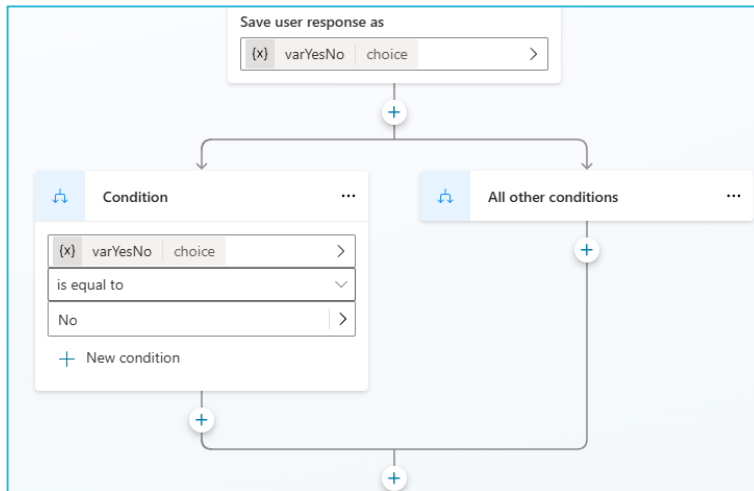 Save user response as
{x} varYesNo choice
Condition ...
All other conditions ...
{x} varYesNo choice
is equal to
No
New condition